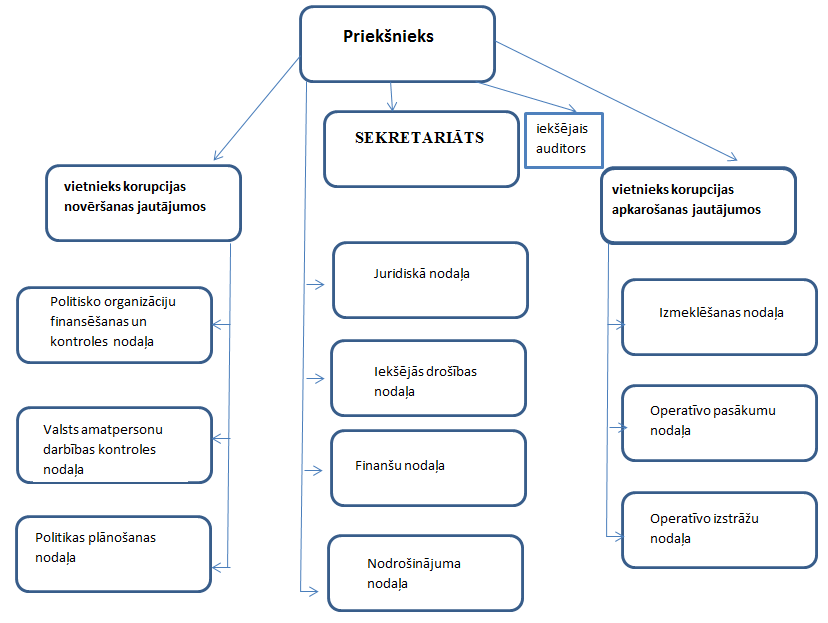 Priekšnieks
SEKRETARIĀTS
iekšējais
auditors
vietnieks korupcijas
novēršanas jautājumos
vietnieks korupcijas
apkarošanas jautājumos
Politisko organizāciju
finansēšanas un
kontroles nodaļa
Valsts amatpersonu
darbības kontroles
nodaļa
Politikas plānošanas
nodaļa
Juridiskā nodaļa
Iekšējās drošības
nodaļa
Finanšu nodaļa
Nodrošinājuma
nodaļa
Izmeklēšanas nodaļa
Operatīvo pasākumu
nodaļa
Operatīvo izstrāžu
nodaļa